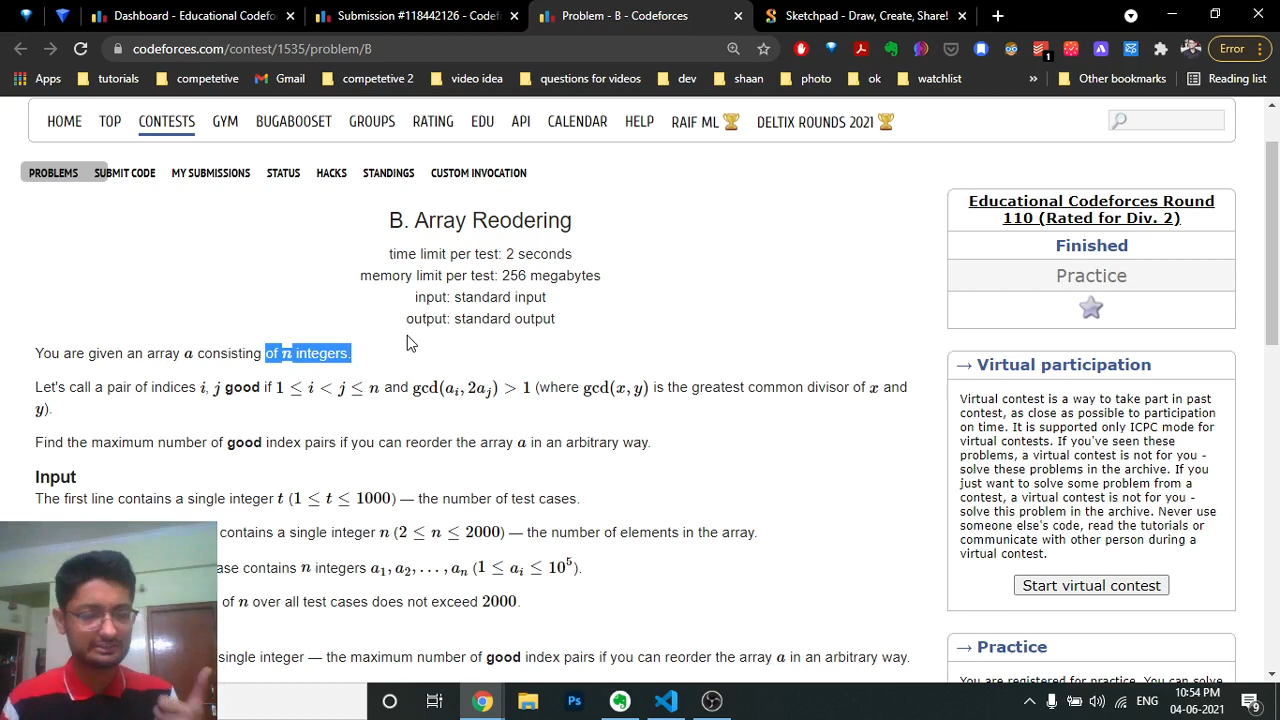 Dashboard - Educational Codefor
Submission #118442126 - Codefo
Problem - B - Codeforces
Sketchpad - Draw, Create, Share!
codeforces.com/contest/1535/problem/B
1
Error
Apps
tutorials
competetive
Gmail
competetive 2
video idea
questions for videos
dev
shaan
photo
ok
watchlist
»
Other bookmarks
Reading list
HOME TOP CONTESTS GYM BUGABOOSET GROUPS RATING EDU API CALENDAR HELP RAIF ML DELTIX ROUNDS 2021
PROBLEMS SUBMIT CODE MY SUBMISSIONS STATUS HACKS STANDINGS CUSTOM INVOCATION
B. Array Reodering
time limit per test: 2 seconds
memory limit per test: 256 megabytes
input: standard input
output: standard output
You are given an array a consisting of n integers.
Let's call a pair of indices i, j good if 1 ≤ i < j ≤ n and gcd(a_i, 2a_j) > 1 (where gcd(x, y) is the greatest common divisor of x and
y).
Find the maximum number of good index pairs if you can reorder the array a in an arbitrary way.
Input
The first line contains a single integer t (1 ≤ t ≤ 1000) — the number of test cases.
contains a single integer n (2 ≤ n ≤ 2000) — the number of elements in the array.
ase contains n integers a_1, a_2, . . . , a_n (1 ≤ a_i ≤ 10^5).
of n over all test cases does not exceed 2000.
single integer — the maximum number of good index pairs if you can reorder the array a in an arbitrary way.
Educational Codeforces Round
110 (Rated for Div. 2)
Finished
Practice
→ Virtual participation
Virtual contest is a way to take part in past
contest, as close as possible to participation
on time. It is supported only ICPC mode for
virtual contests. If you've seen these
problems, a virtual contest is not for you -
solve these problems in the archive. If you
just want to solve some problem from a
contest, a virtual contest is not for you -
solve this problem in the archive. Never use
someone else's code, read the tutorials or
communicate with other person during a
virtual contest.
Start virtual contest
→ Practice
You are registered for practice. You can solve
Ps
ENG
10:54 PM
04-06-2021
9